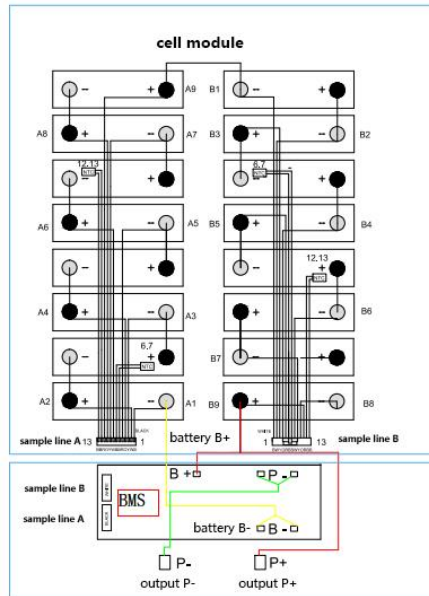 cell module
- + A9 B1 - +
A8 + -- A7 B3 + -- B2
12,13
NTC
- +
6,7
NTC
- +
A6 + -- A5 B5 + -- B4
- +
12,13
NTC
- +
A4 + -- A3 + -- B6
6,7
NTC
- + B7 - +
A2 + -- A1 B9 + -- B8
BLACK
WHITE
sample line A 13 1 battery B+ 1 13 sample line B
B + P -
sample line B
WHITE
BMS
sample line A
BLACK
battery B- B -
P- P+
output P- output P+